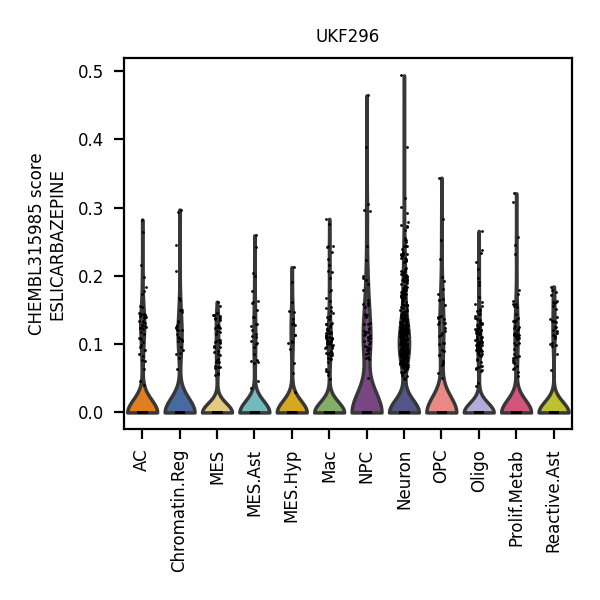 UKF296
CHEMBL315985 score
ESLICARBAZEPINE
0.5
0.4
0.3
0.2
0.1
0.0
AC
Chromatin.Reg
MES
MES.Ast
MES.Hyp
Mac
NPC
Neuron
OPC
Oligo
Prolif.Metab
Reactive.Ast